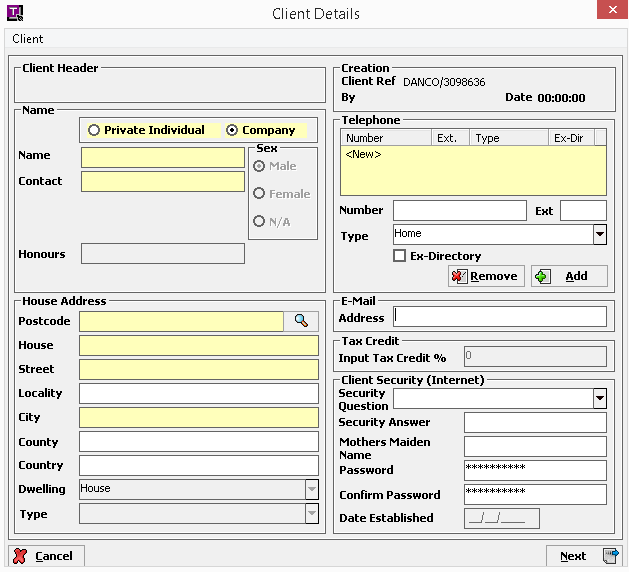 Client Details
Client
Client Header
Name
Private Individual Company
Name
Contact
Sex
Male
Female
N/A
Honours
House Address
Postcode
House
Street
Locality
City
County
Country
Dwelling House
Type
Creation
Client Ref DANCO/3098636
By Date 00:00:00
Telephone
Number Ext. Type Ex-Dir
<New>
Number Ext
Type Home
Ex-Directory
Remove Add
E-Mail
Address
Tax Credit
Input Tax Credit % 0
Client Security (Internet)
Security
Question
Security Answer
Mothers Maiden
Name
Password **********
Confirm Password **********
Date Established __/__/____
Cancel Next